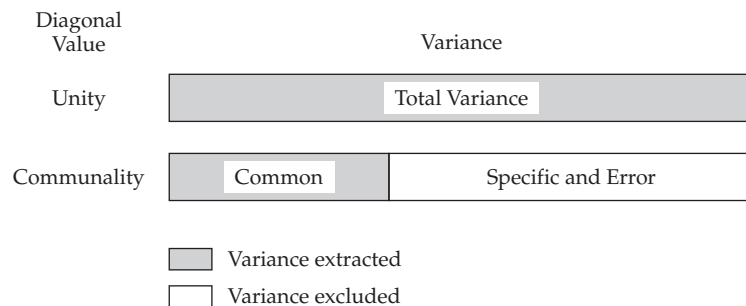 Diagonal
Value
Variance
Unity
Total Variance
Communality
Common
Specific and Error
Variance extracted
Variance excluded